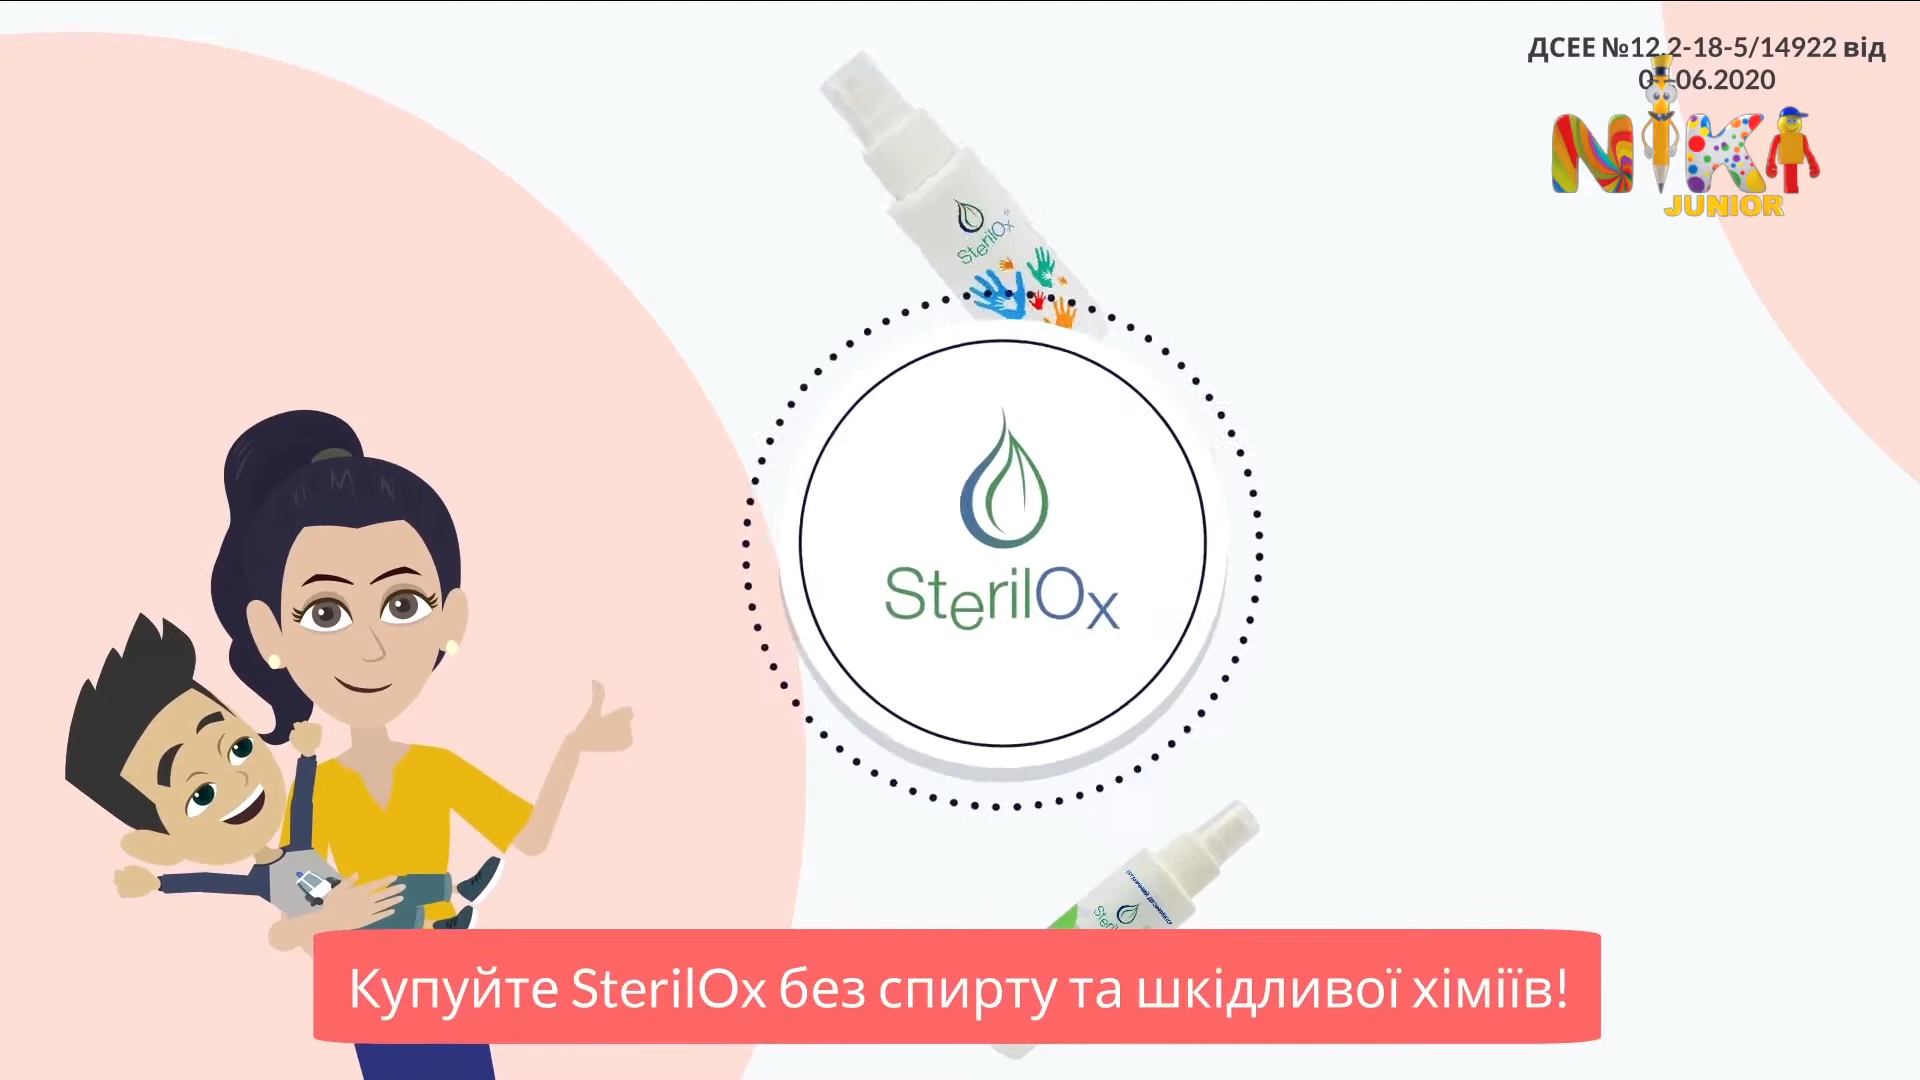 ДСЕЕ №12.2-18-5/14922 від
06.2020
NIKI
JUNIOR
SterilOx
SterilOx
Купуйте SterilOx без спирту та шкідливої хіміїв!